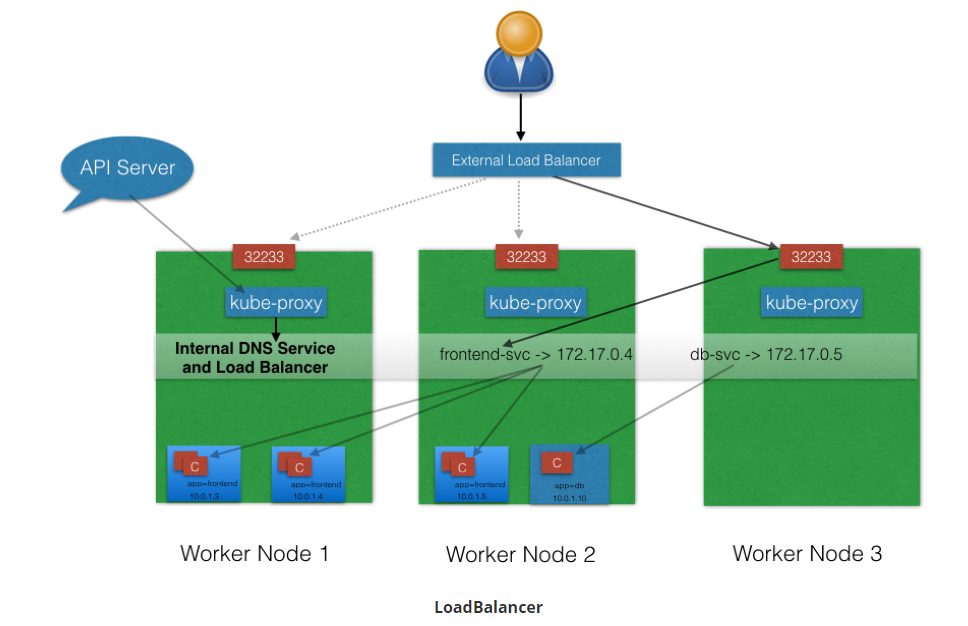 External Load Balancer
API Server
32233
32233
32233
kube-proxy
kube-proxy
kube-proxy
Internal DNS Service
and Load Balancer
frontend-svc -> 172.17.0.4
db-svc -> 172.17.0.5
C
app=frontend
10.0.1.3
C
app=frontend
10.0.1.4
C
app=frontend
10.0.1.5
C
app=db
10.0.1.10
Worker Node 1
Worker Node 2
Worker Node 3
LoadBalancer